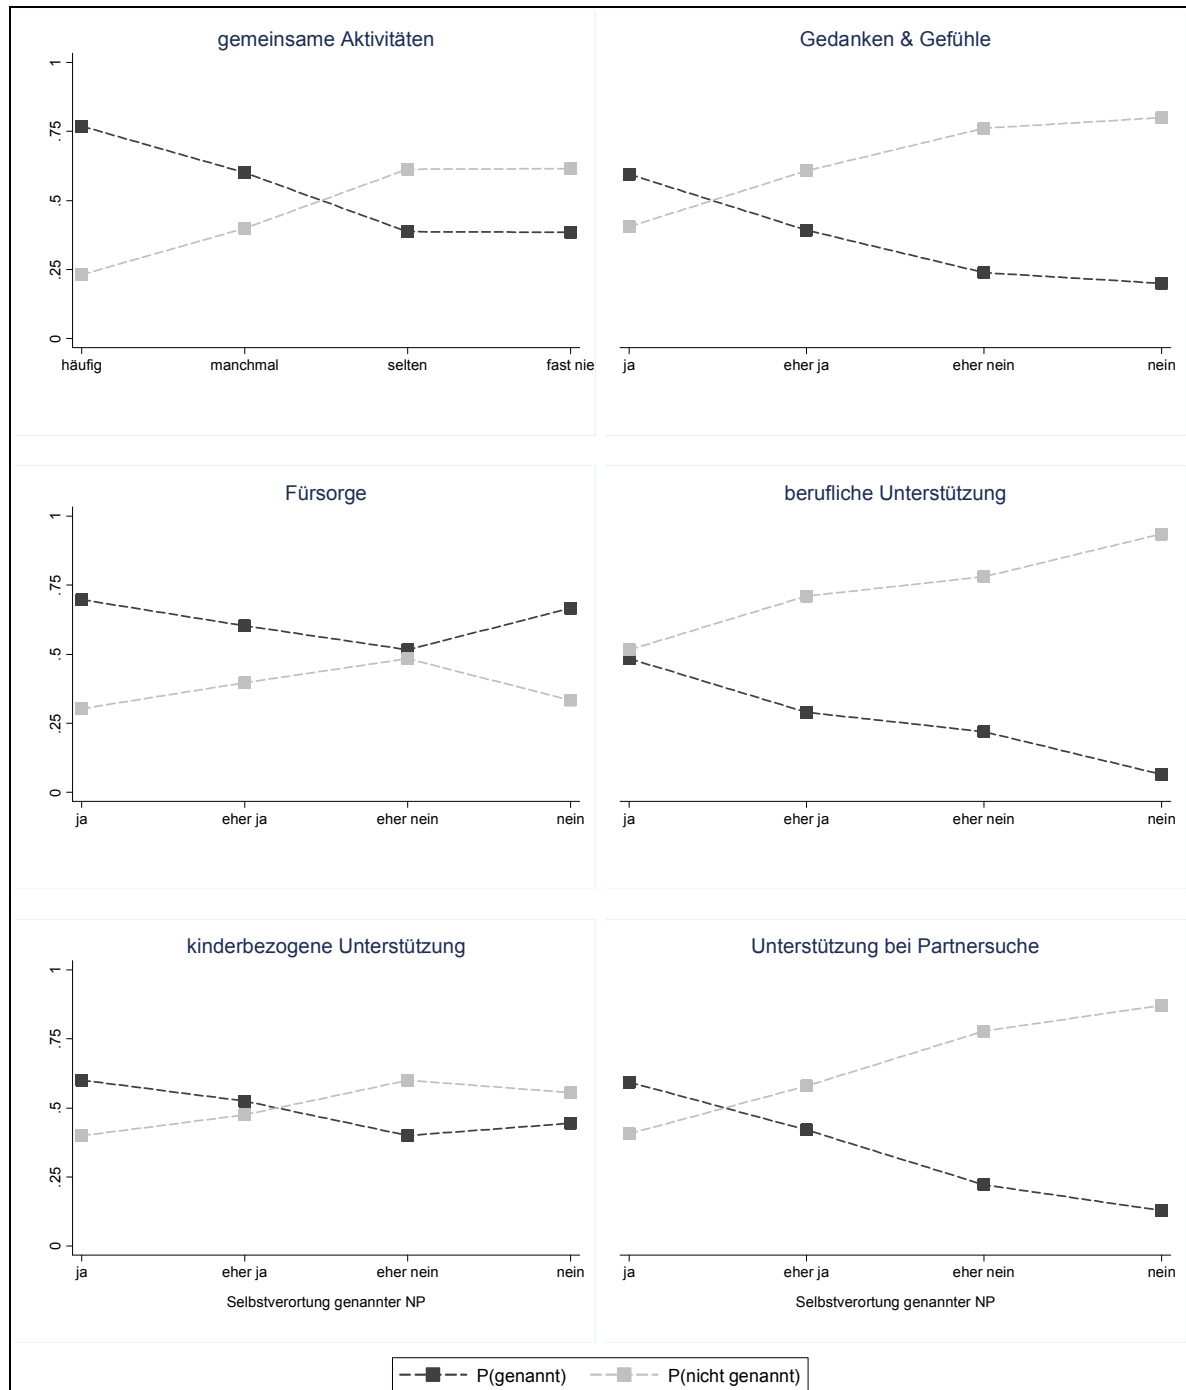 gemeinsame Aktivitäten
1
.75
.5
.25
0
häufig manchmal selten fast nie
Gedanken & Gefühle
ja eher ja eher nein nein
Fürsorge
1
.75
.5
.25
0
ja eher ja eher nein nein
berufliche Unterstützung
ja eher ja eher nein nein
kinderbezogene Unterstützung
1
.75
.5
.25
0
ja eher ja eher nein nein
Selbstverortung genannter NP
Unterstützung bei Partnersuche
ja eher ja eher nein nein
Selbstverortung genannter NP
P(genannt) P(nicht genannt)